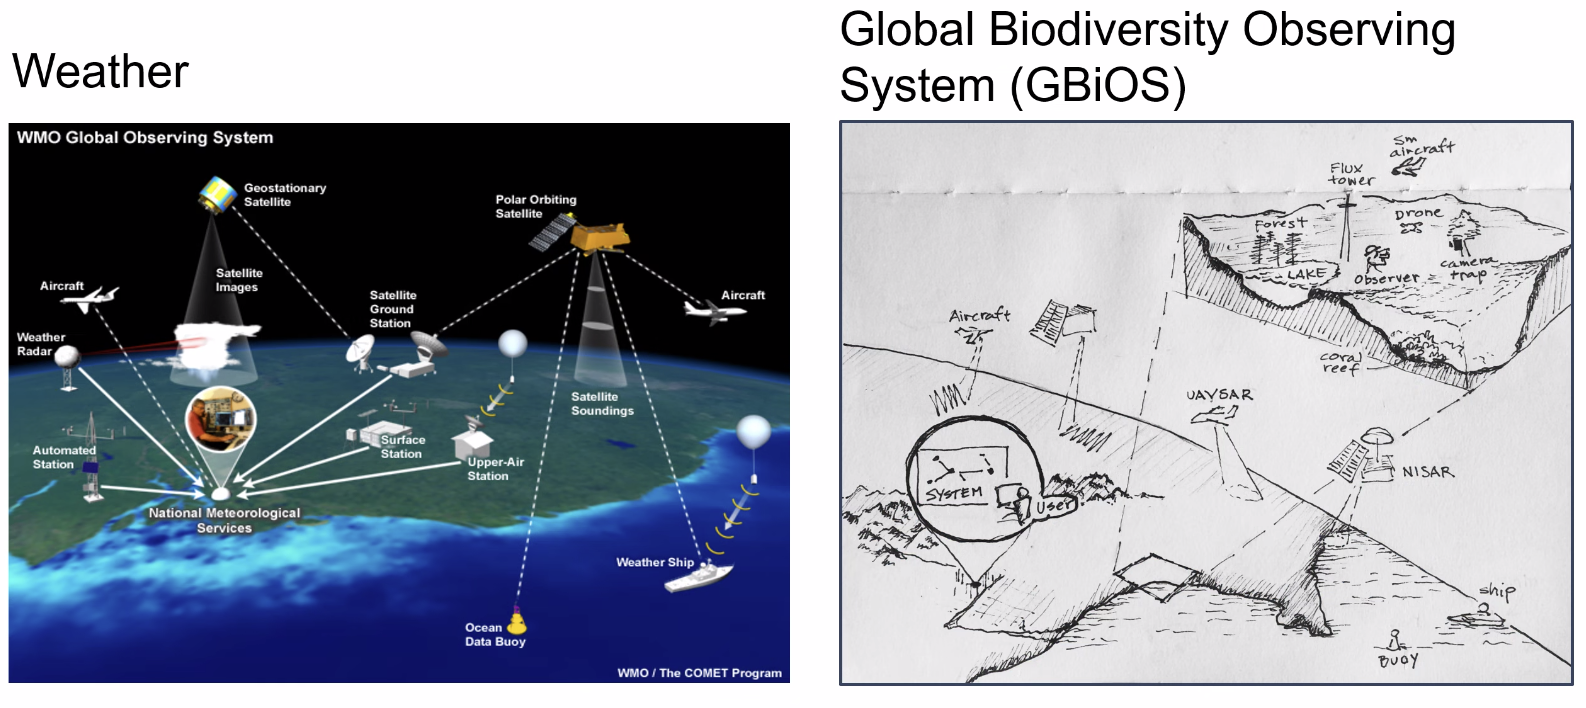 Weather
WMO Global Observing System
Geostationary
Satellite
Polar Orbiting
Satellite
Satellite
Images
Aircraft
Satellite
Ground
Station
Aircraft
Weather
Radar
Satellite
Soundings
Automated
Station
Surface
Station
Upper-Air
Station
National Meteorological
Services
Weather Ship
Ocean
Data Buoy
WMO / The COMET Program
Global Biodiversity Observing
System (GBiOS)
Sm
aircraft
Flux
tower
Drone
Forest
LAKE
Observer
camera
trap
coral
reef
Aircraft
UAVSAR
NISAR
SYSTEM
User
ship
BUOY